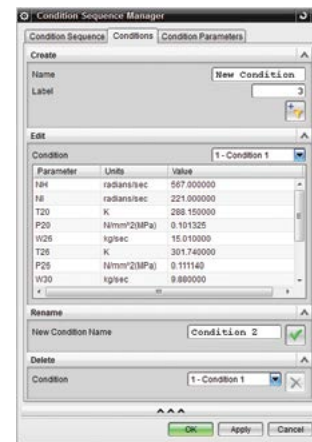 Condition Sequence Manager
Condition Sequence Conditions Condition Parameters
Create
Name New Condition
Label 3
Edit
Condition 1 - Condition 1
Parameter Units Value
NH radians/sec 567.000000
NI radians/sec 221.000000
T20 K 288.150000
P20 N/mm^2(MPa) 0.101325
W26 kg/sec 15.010000
T26 K 301.740000
P26 N/mm^2(MPa) 0.111140
W30 kg/sec 9.880000
Rename
New Condition Name Condition 2
Delete
Condition 1 - Condition 1
OK Apply Cancel